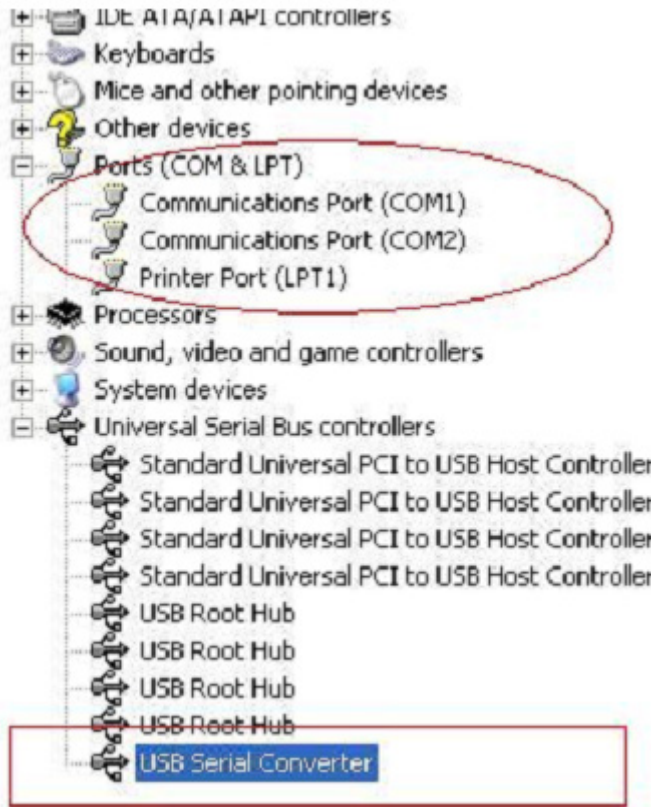 IDE ATA/ATAPI controllers
Keyboards
Mice and other pointing devices
Other devices
Ports (COM & LPT)
Communications Port (COM1)
Communications Port (COM2)
Printer Port (LPT1)
Processors
Sound, video and game controllers
System devices
Universal Serial Bus controllers
Standard Universal PCI to USB Host Controller
Standard Universal PCI to USB Host Controller
Standard Universal PCI to USB Host Controller
Standard Universal PCI to USB Host Controller
USB Root Hub
USB Root Hub
USB Root Hub
USB Root Hub
USB Serial Converter